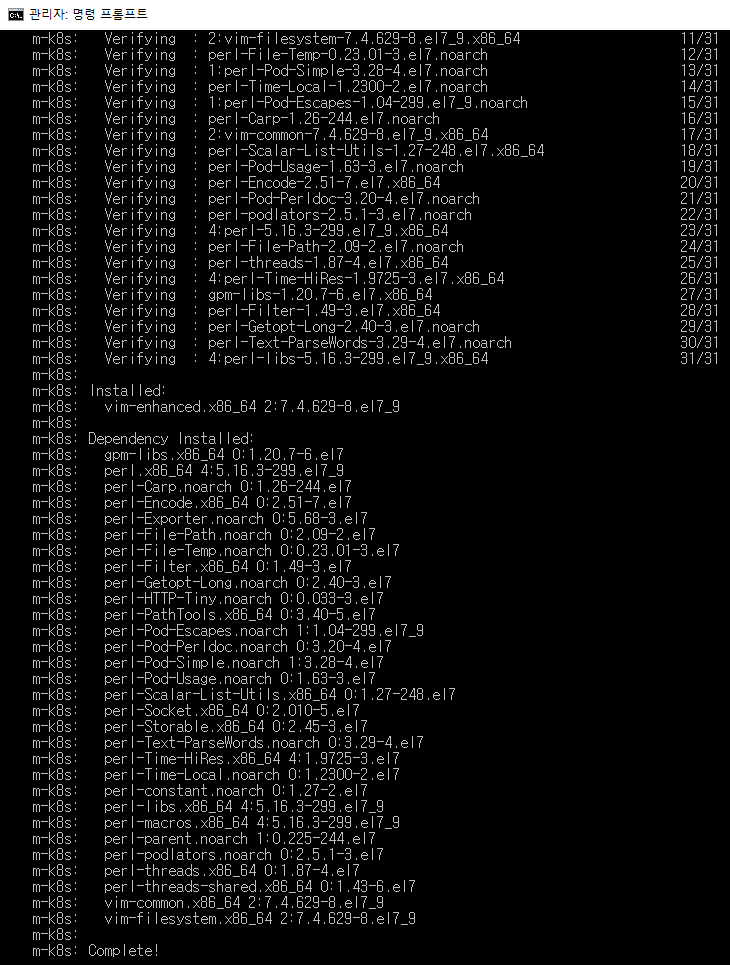 관리자: 명령 프롬프트
m-k8s:   Verifying  : 2:vim-filesystem-7.4.629-8.el7_9.x86_64                    11/31
m-k8s:   Verifying  : perl-File-Temp-0.23.01-3.el7.noarch                        12/31
m-k8s:   Verifying  : 1:perl-Pod-Simple-3.28-4.el7.noarch                        13/31
m-k8s:   Verifying  : perl-Time-Local-1.2300-2.el7.noarch                        14/31
m-k8s:   Verifying  : 1:perl-Pod-Escapes-1.04-299.el7_9.noarch                   15/31
m-k8s:   Verifying  : perl-Carp-1.26-244.el7.noarch                              16/31
m-k8s:   Verifying  : 2:vim-common-7.4.629-8.el7_9.x86_64                        17/31
m-k8s:   Verifying  : perl-Scalar-List-Utils-1.27-248.el7.x86_64                 18/31
m-k8s:   Verifying  : perl-Pod-Usage-1.63-3.el7.noarch                           19/31
m-k8s:   Verifying  : perl-Encode-2.51-7.el7.x86_64                              20/31
m-k8s:   Verifying  : perl-Pod-Perldoc-3.20-4.el7.noarch                         21/31
m-k8s:   Verifying  : perl-podlators-2.5.1-3.el7.noarch                          22/31
m-k8s:   Verifying  : 4:perl-5.16.3-299.el7_9.x86_64                             23/31
m-k8s:   Verifying  : perl-File-Path-2.09-2.el7.noarch                           24/31
m-k8s:   Verifying  : perl-threads-1.87-4.el7.x86_64                             25/31
m-k8s:   Verifying  : 4:perl-Time-HiRes-1.9725-3.el7.x86_64                      26/31
m-k8s:   Verifying  : gpm-libs-1.20.7-6.el7.x86_64                               27/31
m-k8s:   Verifying  : perl-Filter-1.49-3.el7.x86_64                              28/31
m-k8s:   Verifying  : perl-Getopt-Long-2.40-3.el7.noarch                         29/31
m-k8s:   Verifying  : perl-Text-ParseWords-3.29-4.el7.noarch                     30/31
m-k8s:   Verifying  : 4:perl-libs-5.16.3-299.el7_9.x86_64                        31/31
m-k8s:
m-k8s: Installed:
m-k8s:   vim-enhanced.x86_64 2:7.4.629-8.el7_9
m-k8s:
m-k8s: Dependency Installed:
m-k8s:   gpm-libs.x86_64 0:1.20.7-6.el7
m-k8s:   perl.x86_64 4:5.16.3-299.el7_9
m-k8s:   perl-Carp.noarch 0:1.26-244.el7
m-k8s:   perl-Encode.x86_64 0:2.51-7.el7
m-k8s:   perl-Exporter.noarch 0:5.68-3.el7
m-k8s:   perl-File-Path.noarch 0:2.09-2.el7
m-k8s:   perl-File-Temp.noarch 0:0.23.01-3.el7
m-k8s:   perl-Filter.x86_64 0:1.49-3.el7
m-k8s:   perl-Getopt-Long.noarch 0:2.40-3.el7
m-k8s:   perl-HTTP-Tiny.noarch 0:0.033-3.el7
m-k8s:   perl-PathTools.x86_64 0:3.40-5.el7
m-k8s:   perl-Pod-Escapes.noarch 1:1.04-299.el7_9
m-k8s:   perl-Pod-Perldoc.noarch 0:3.20-4.el7
m-k8s:   perl-Pod-Simple.noarch 1:3.28-4.el7
m-k8s:   perl-Pod-Usage.noarch 0:1.63-3.el7
m-k8s:   perl-Scalar-List-Utils.x86_64 0:1.27-248.el7
m-k8s:   perl-Socket.x86_64 0:2.010-5.el7
m-k8s:   perl-Storable.x86_64 0:2.45-3.el7
m-k8s:   perl-Text-ParseWords.noarch 0:3.29-4.el7
m-k8s:   perl-Time-HiRes.x86_64 4:1.9725-3.el7
m-k8s:   perl-Time-Local.noarch 0:1.2300-2.el7
m-k8s:   perl-constant.noarch 0:1.27-2.el7
m-k8s:   perl-libs.x86_64 4:5.16.3-299.el7_9
m-k8s:   perl-macros.x86_64 4:5.16.3-299.el7_9
m-k8s:   perl-parent.noarch 1:0.225-244.el7
m-k8s:   perl-podlators.noarch 0:2.5.1-3.el7
m-k8s:   perl-threads.x86_64 0:1.87-4.el7
m-k8s:   perl-threads-shared.x86_64 0:1.43-6.el7
m-k8s:   vim-common.x86_64 2:7.4.629-8.el7_9
m-k8s:   vim-filesystem.x86_64 2:7.4.629-8.el7_9
m-k8s:
m-k8s: Complete!